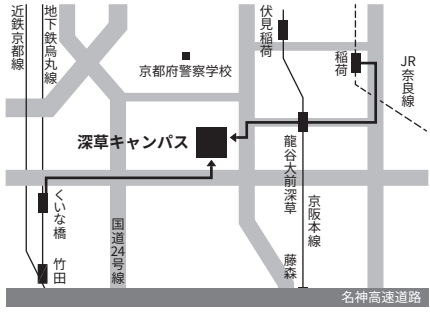 近鉄京都線
地下鉄烏丸線
伏見稲荷
稲荷
JR
奈良線
京都府警察学校
深草キャンパス
龍谷大前深草
京阪本線
くいな橋
国道24号線
竹田
藤森
名神高速道路